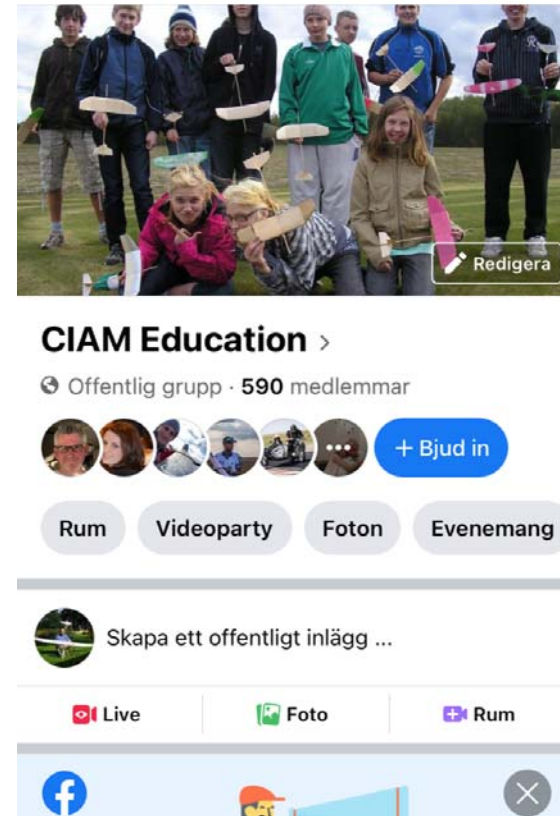 Redigera
CIAM Education >
Offentlig grupp · 590 medlemmar
+ Bjud in
Rum Videoparty Foton Evenemang
Skapa ett offentligt inlägg ...
Live Foto Rum